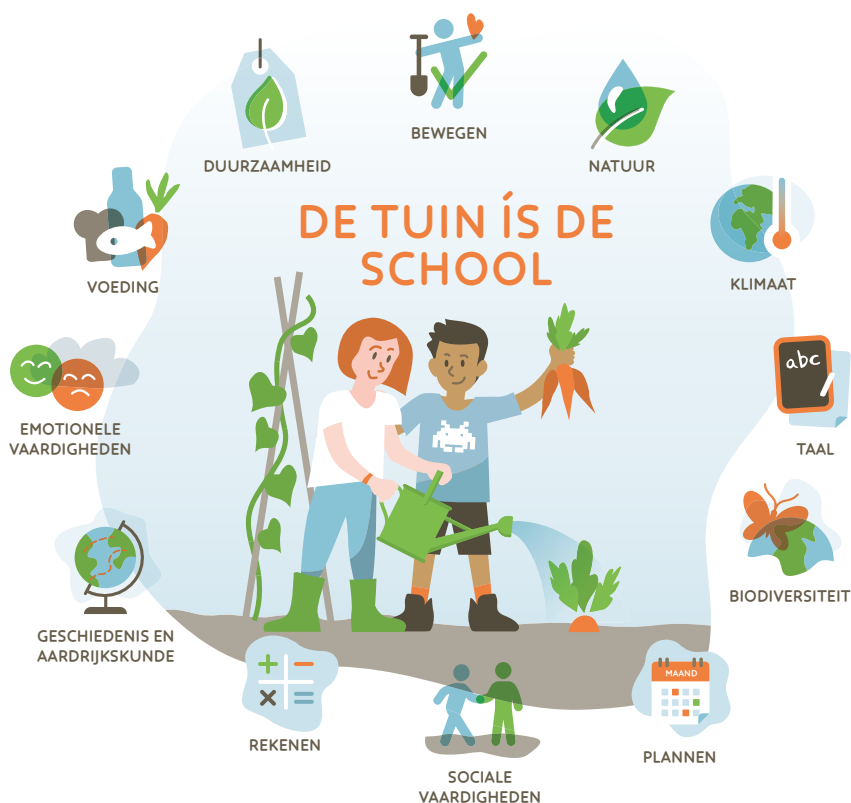 BEWEGEN
DUURZAAMHEID
NATUUR
DE TUIN ÍS DE
SCHOOL
VOEDING
KLIMAAT
abc
EMOTIONELE
VAARDIGHEDEN
TAAL
BIODIVERSITEIT
GESCHIEDENIS EN
AARDRIJKSKUNDE
MAAND
REKENEN
PLANNEN
SOCIALE
VAARDIGHEDEN